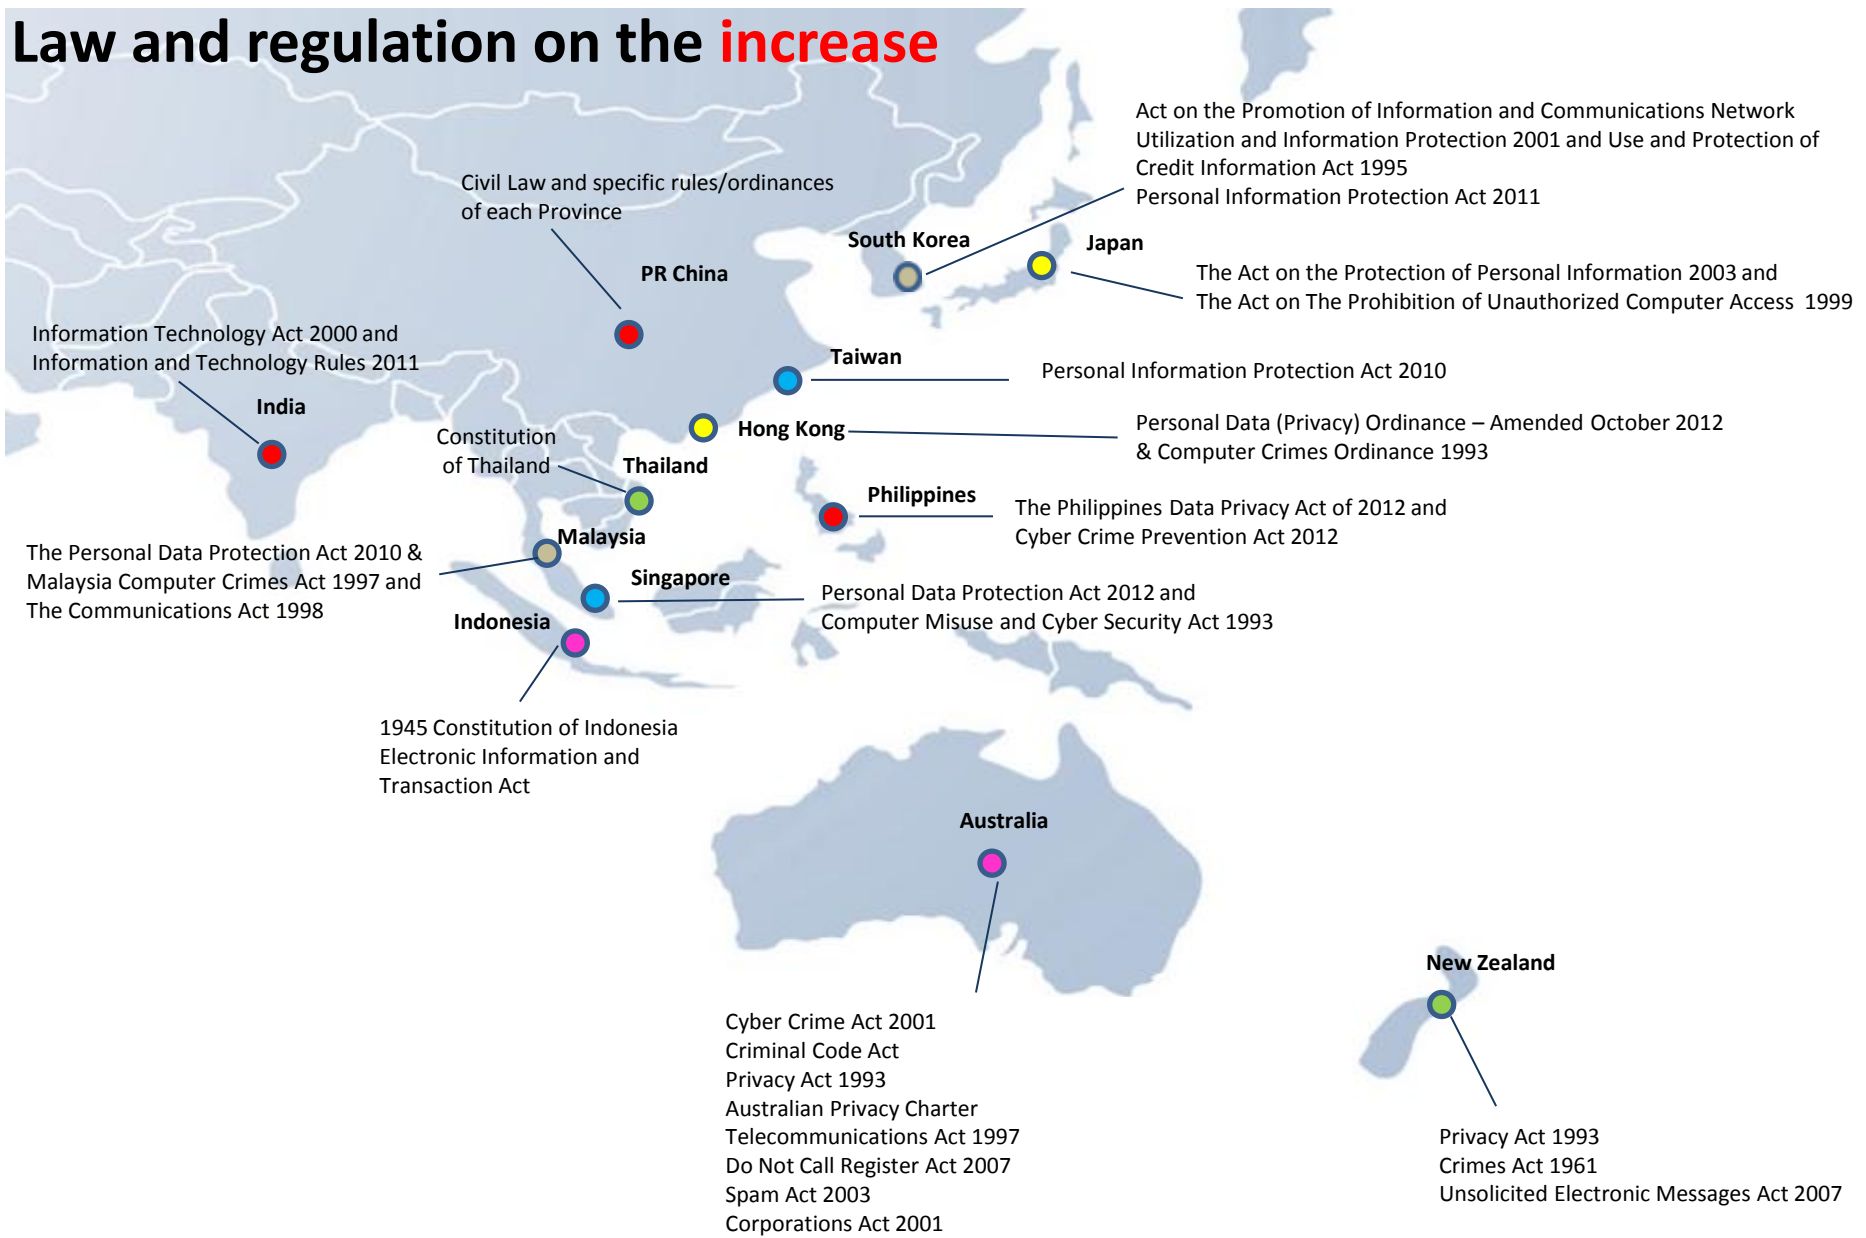 Law and regulation on the increase
Act on the Promotion of Information and Communications Network
Utilization and Information Protection 2001 and Use and Protection of
Credit Information Act 1995
Personal Information Protection Act 2011
Civil Law and specific rules/ordinances
of each Province
South Korea
Japan
PR China
The Act on the Protection of Personal Information 2003 and
The Act on The Prohibition of Unauthorized Computer Access 1999
Information Technology Act 2000 and
Information and Technology Rules 2011
India
Taiwan
Personal Information Protection Act 2010
Hong Kong
Personal Data (Privacy) Ordinance – Amended October 2012
& Computer Crimes Ordinance 1993
Constitution
of Thailand
Thailand
Philippines
The Philippines Data Privacy Act of 2012 and
Cyber Crime Prevention Act 2012
Malaysia
The Personal Data Protection Act 2010 &
Malaysia Computer Crimes Act 1997 and
The Communications Act 1998
Singapore
Personal Data Protection Act 2012 and
Computer Misuse and Cyber Security Act 1993
Indonesia
1945 Constitution of Indonesia
Electronic Information and
Transaction Act
Australia
Cyber Crime Act 2001
Criminal Code Act
Privacy Act 1993
Australian Privacy Charter
Telecommunications Act 1997
Do Not Call Register Act 2007
Spam Act 2003
Corporations Act 2001
New Zealand
Privacy Act 1993
Crimes Act 1961
Unsolicited Electronic Messages Act 2007